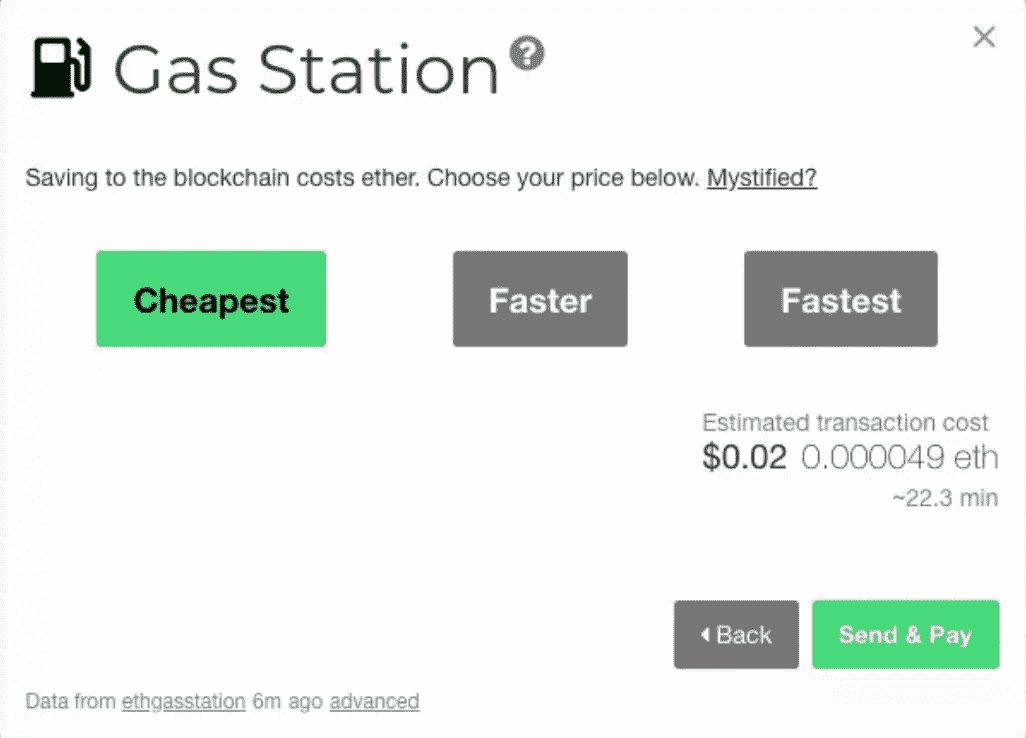 Gas Station ?
Saving to the blockchain costs ether. Choose your price below. Mystified?
Cheapest
Faster
Fastest
Estimated transaction cost
$0.02 0.000049 eth
~22.3 min
Back
Send & Pay
Data from ethgasstation 6m ago advanced